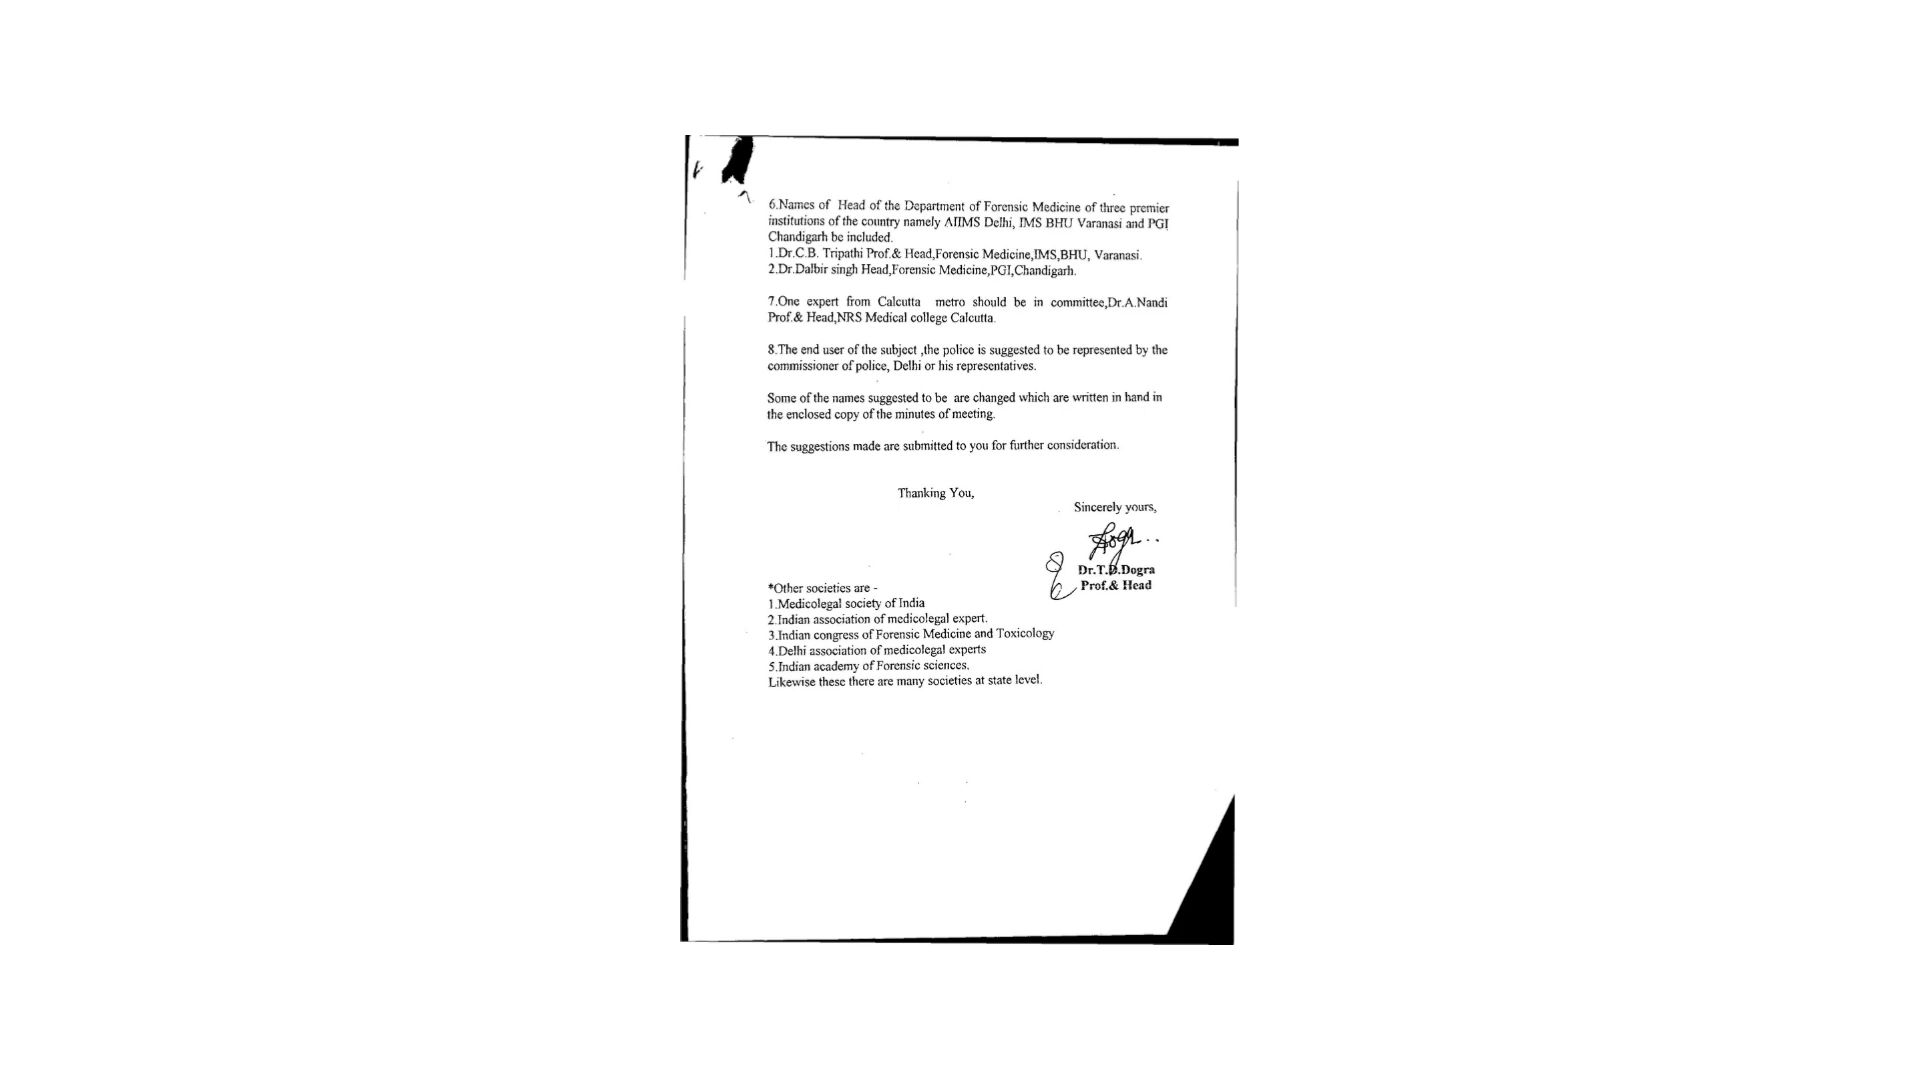 6.Names of Head of the Department of Forensic Medicine of three premier
institutions of the country namely AIIMS Delhi, IMS BHU Varanasi and PGI
Chandigarh be included.
1.Dr.C.B. Tripathi Prof.& Head,Forensic Medicine,IMS,BHU, Varanasi.
2.Dr.Dalbir singh Head,Forensic Medicine,PGI,Chandigarh.
7.One expert from Calcutta metro should be in committee,Dr.A.Nandi
Prof.& Head,NRS Medical college Calcutta.
8.The end user of the subject ,the police is suggested to be represented by the
commissioner of police, Delhi or his representatives.
Some of the names suggested to be are changed which are written in hand in
the enclosed copy of the minutes of meeting.
The suggestions made are submitted to you for further consideration.
Thanking You,
Sincerely yours,
Dr.T.D.Dogra
Prof.& Head
*Other societies are -
1.Medicolegal society of India
2.Indian association of medicolegal expert.
3.Indian congress of Forensic Medicine and Toxicology
4.Delhi association of medicolegal experts
5.Indian academy of Forensic sciences.
Likewise these there are many societies at state level.